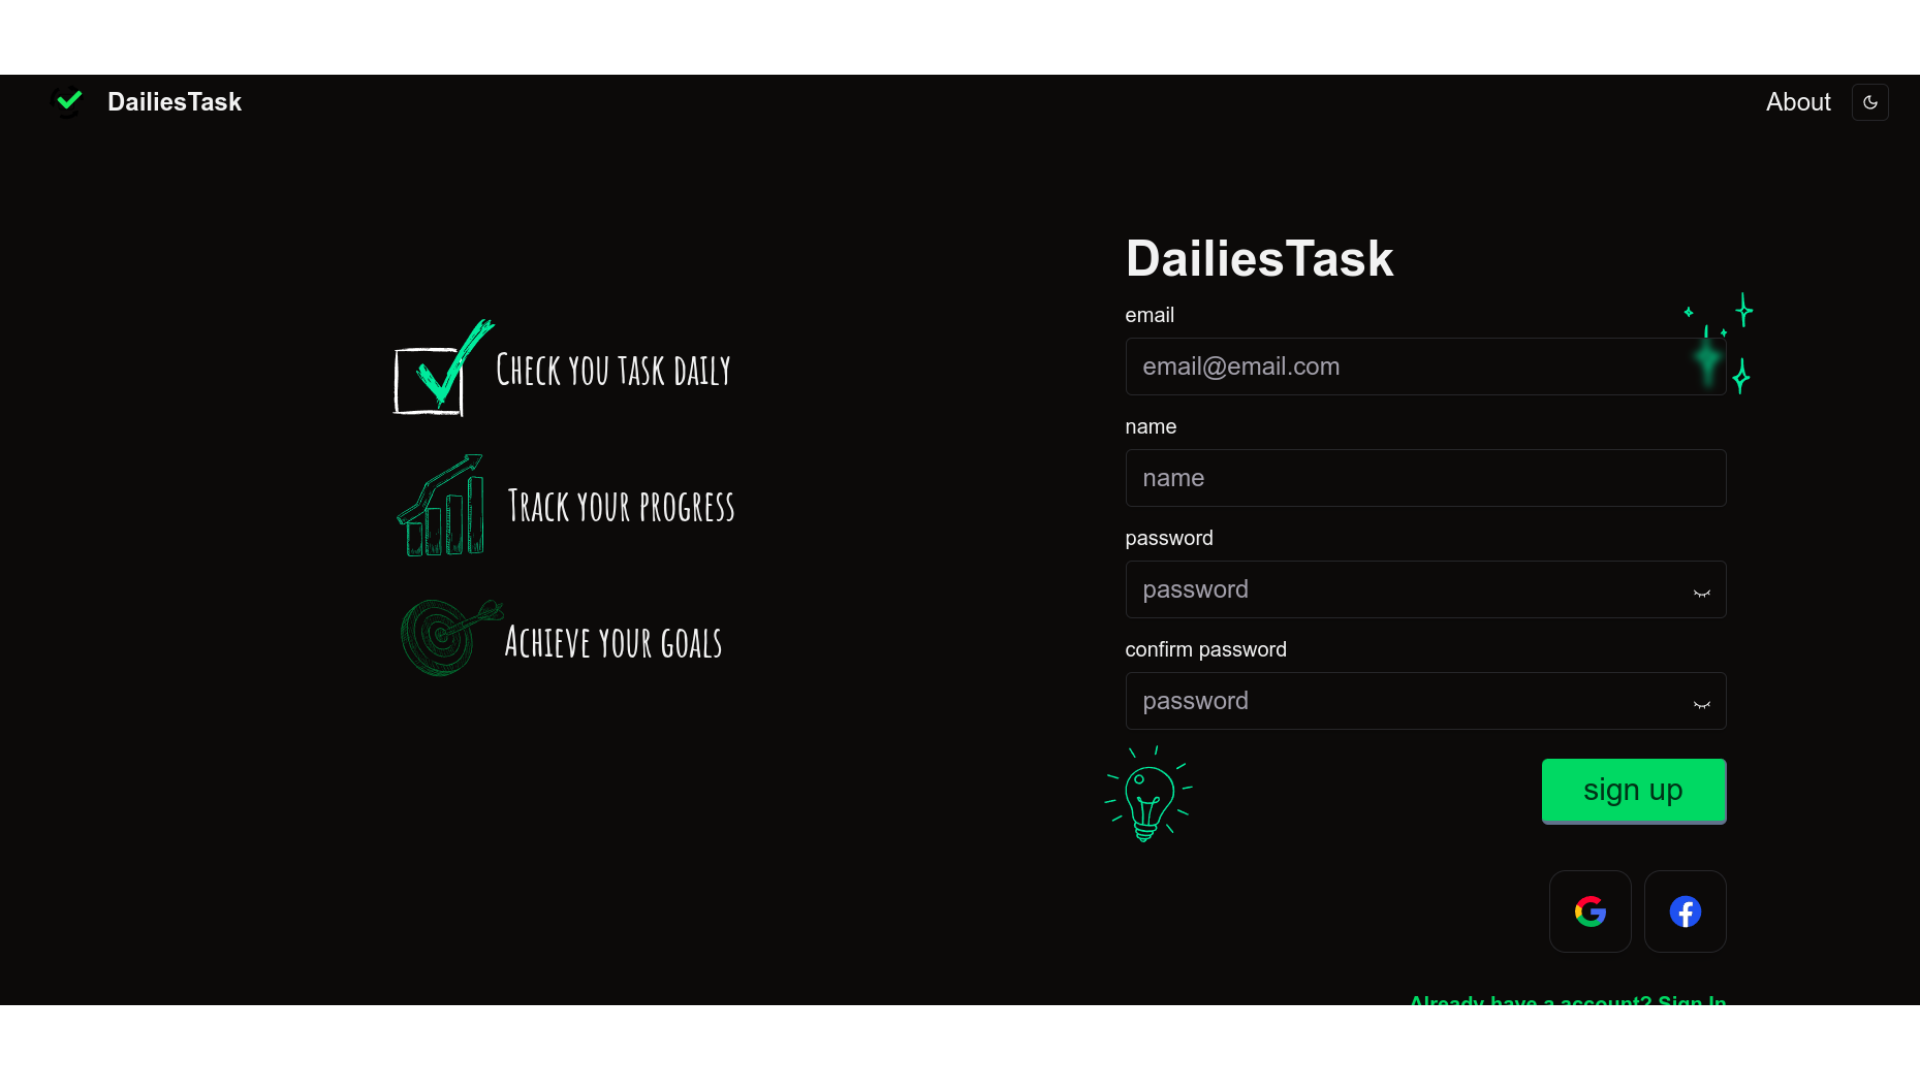 DailiesTask
About
Check you task daily
Track your progress
Achieve your goals
DailiesTask
email
email@email.com
name
name
password
password
confirm password
password
sign up
Already have a account? Sign In